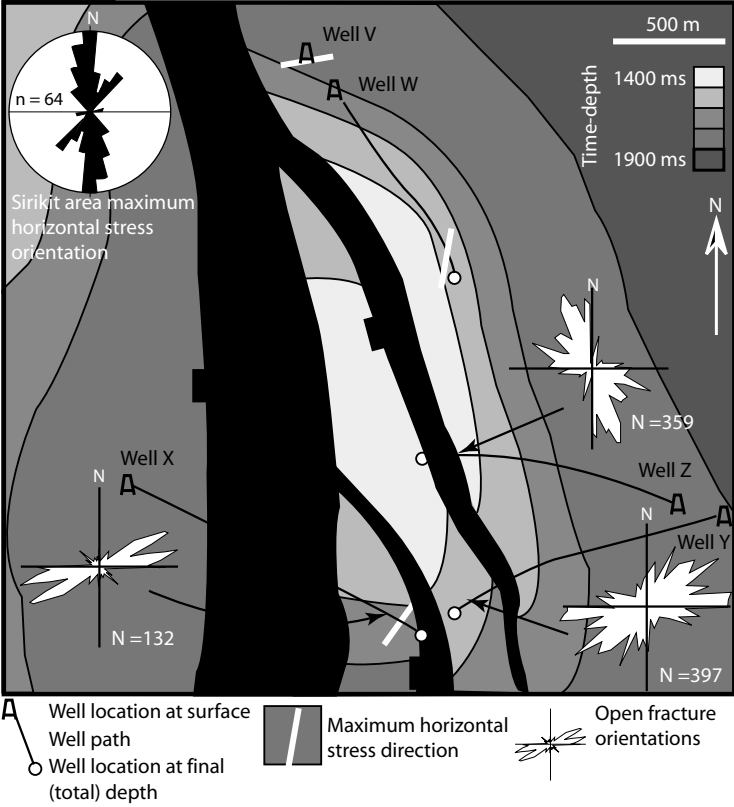 N
n = 64
Sirikit area maximum
horizontal stress
orientation
Well V
Well W
500 m
Time-depth
1400 ms
1900 ms
N
N
N =359
Well X
N
N =132
Well Z
N
Well Y
N =397
Well location at surface
Well path
Well location at final
(total) depth
Maximum horizontal
stress direction
Open fracture
orientations